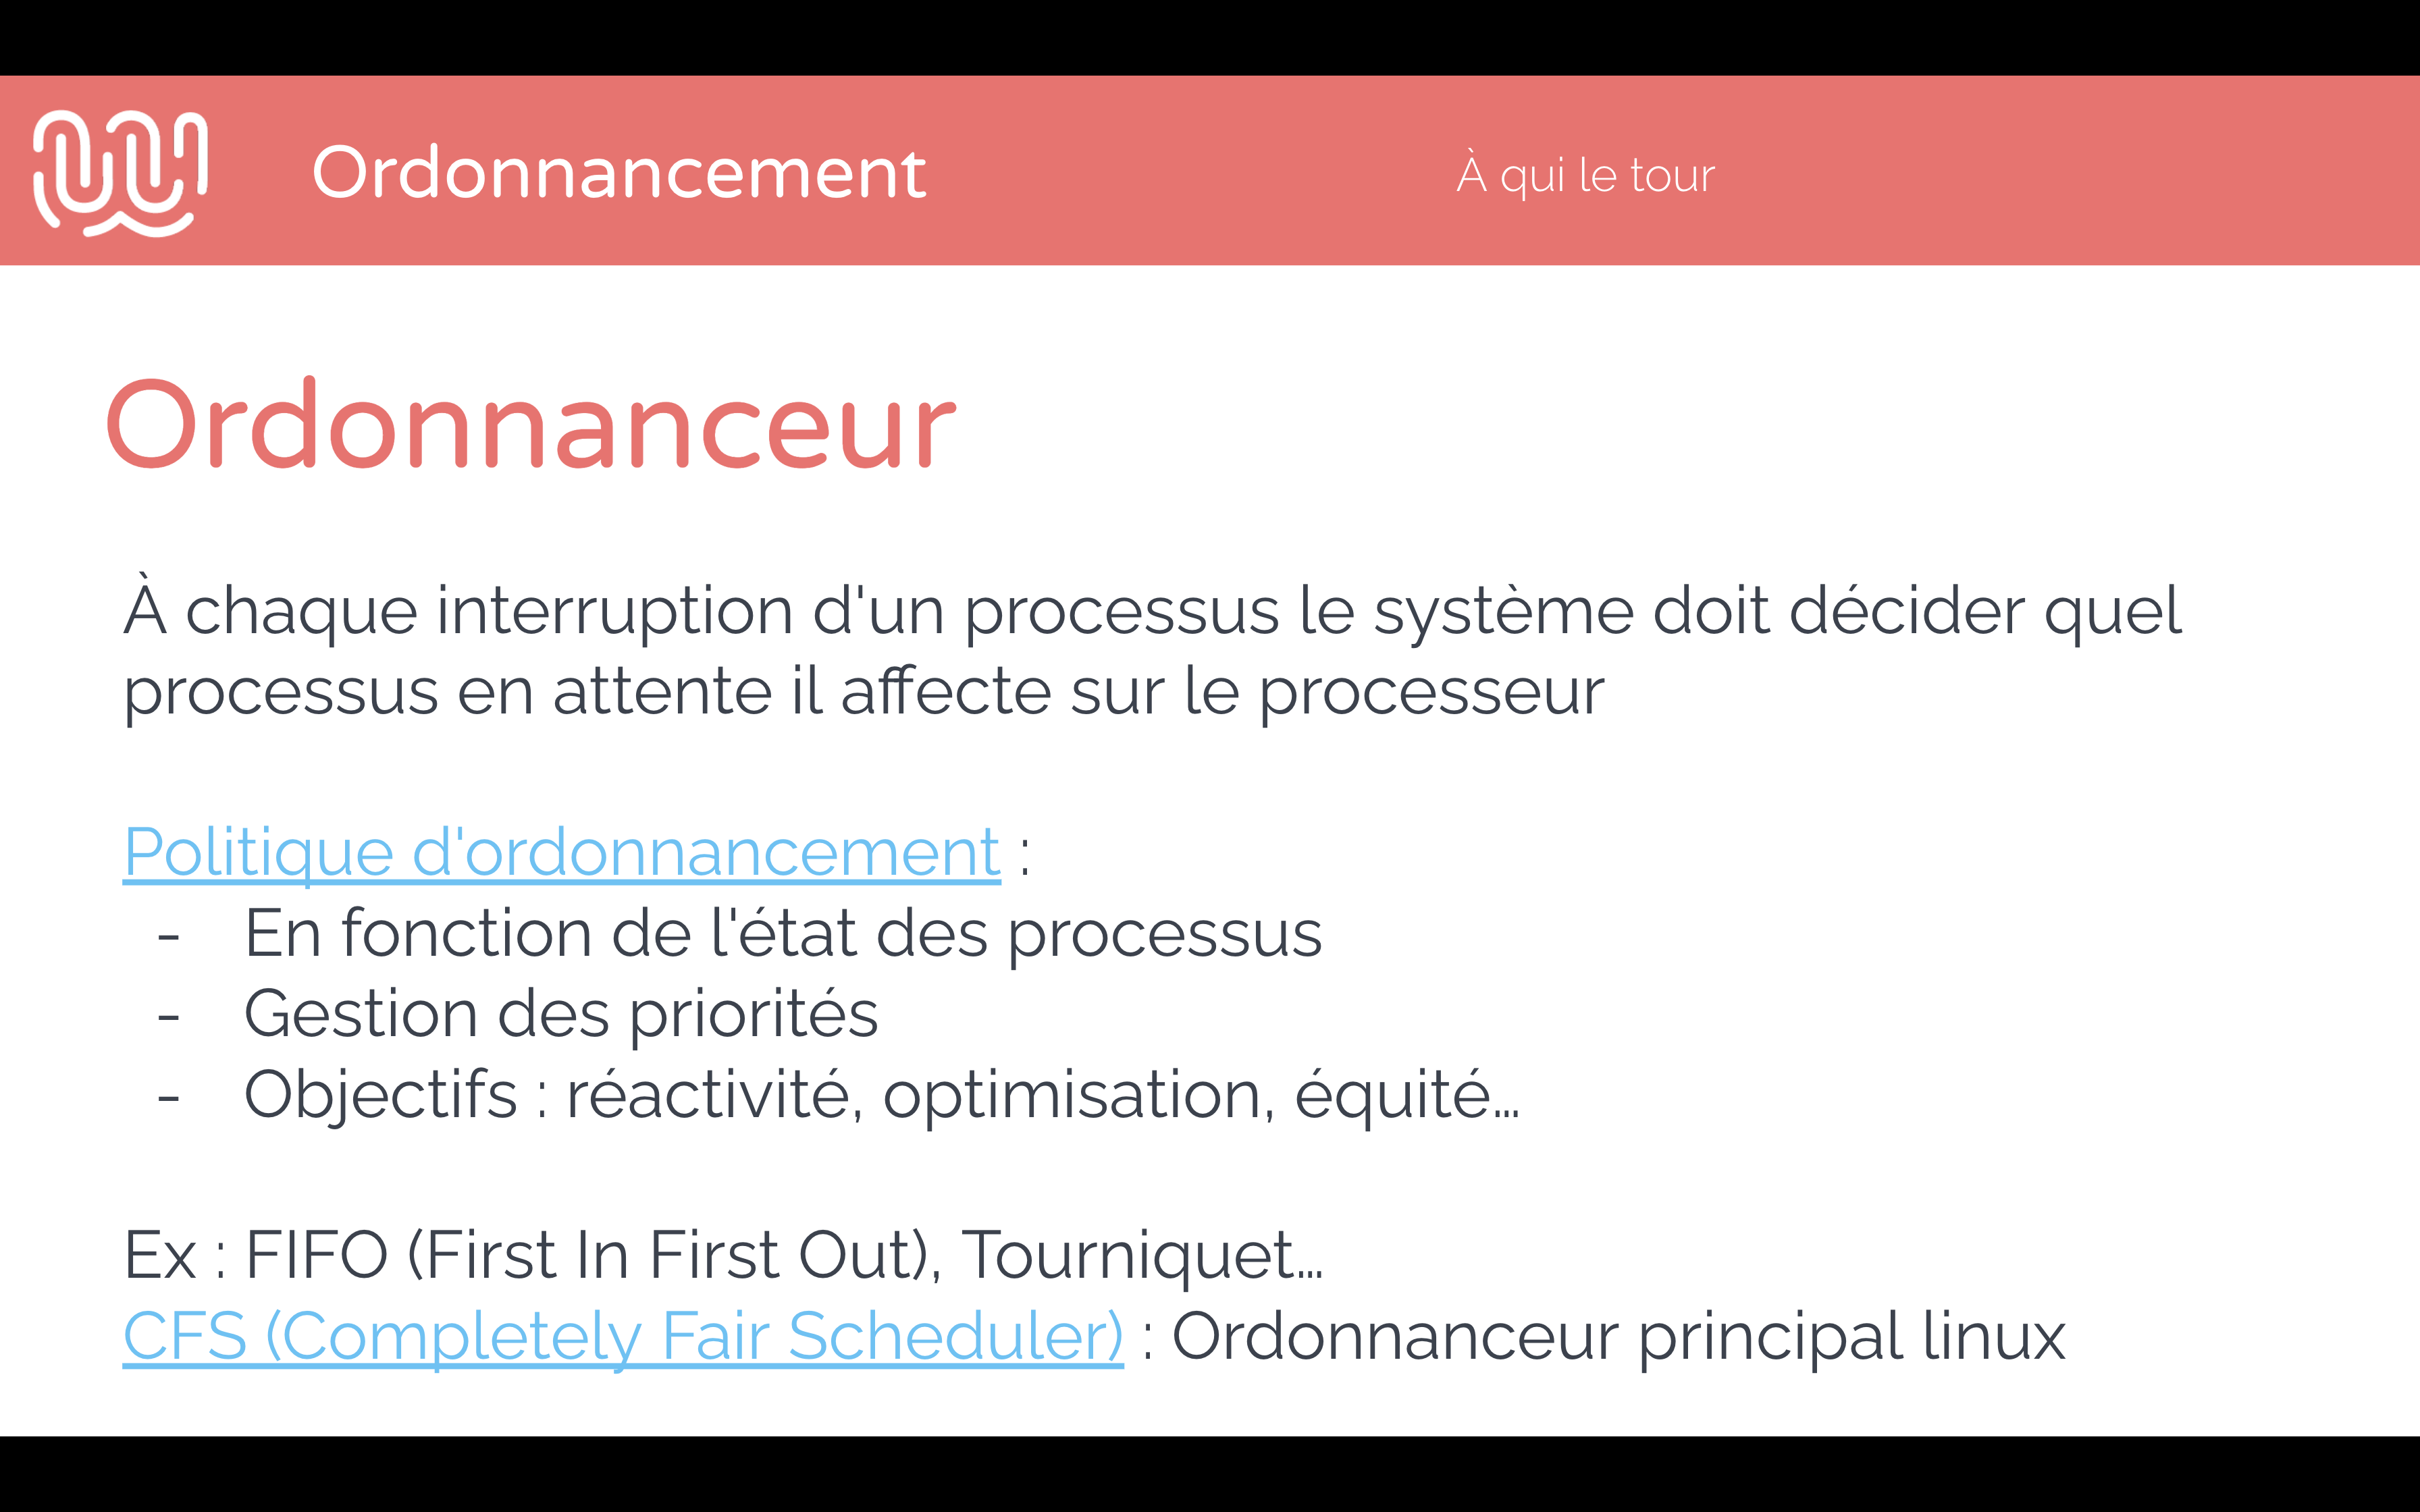 Ordonnancement
À qui le tour
Ordonnanceur
À chaque interruption d'un processus le système doit décider quel
processus en attente il affecte sur le processeur
Politique d'ordonnancement :
- En fonction de l'état des processus
- Gestion des priorités
- Objectifs : réactivité, optimisation, équité…
Ex : FIFO (First In First Out), Tourniquet…
CFS (Completely Fair Scheduler) : Ordonnanceur principal linux